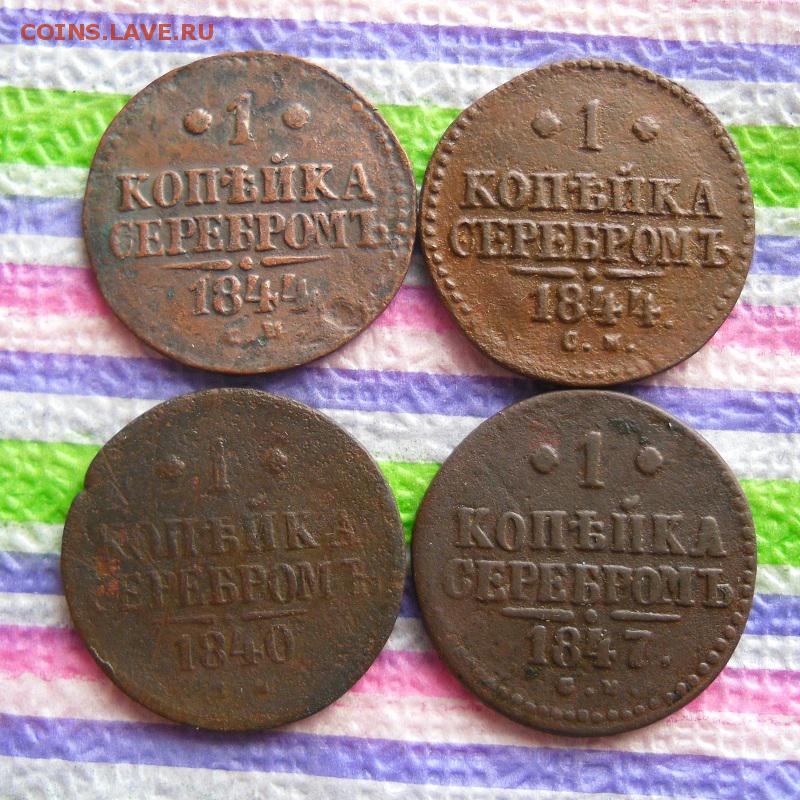 COINS.LAVE.RU
• 1 •
КОПѢЙКА
СЕРЕБРОМЪ
1844.
С.М.
• 1 •
КОПѢЙКА
СЕРЕБРОМЪ
1844.
С.М.
• 1 •
КОПѢЙКА
СЕРЕБРОМЪ
1840
• 1 •
КОПѢЙКА
СЕРЕБРОМЪ
1847.
С.М.